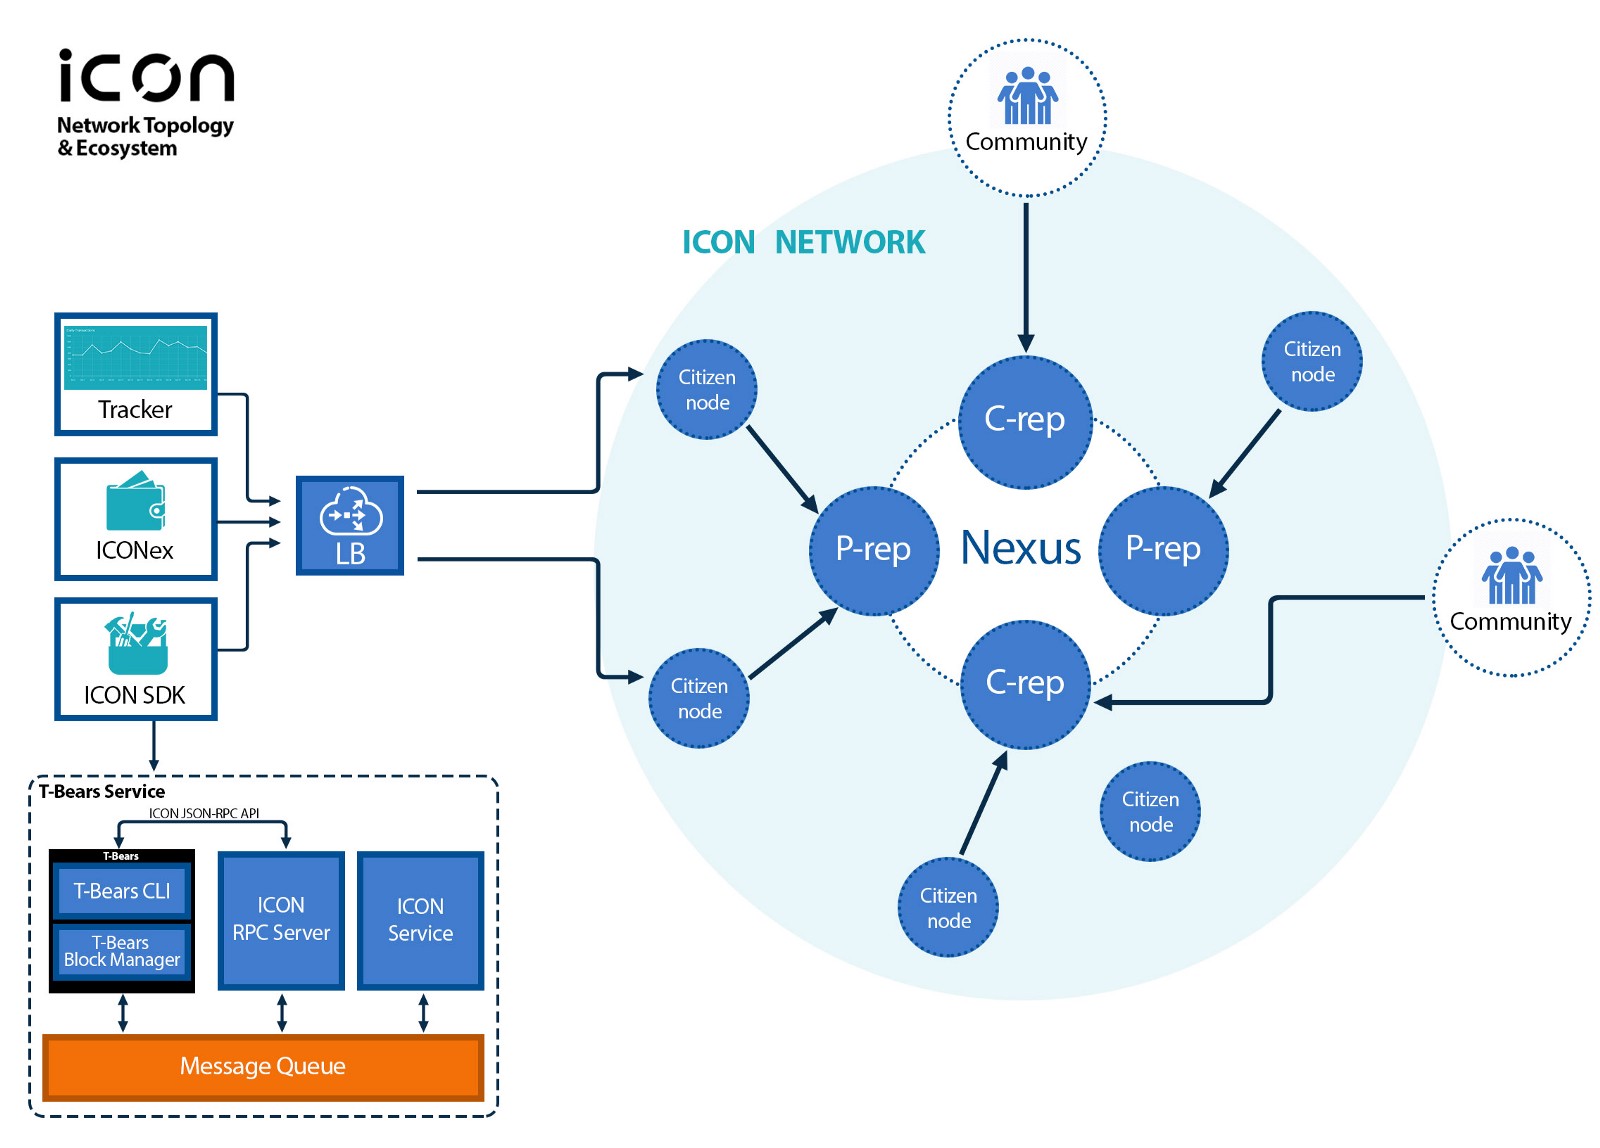 icon
Network Topology
& Ecosystem
Community
ICON NETWORK
Tracker
ICONex
ICON SDK
LB
Citizen
node
Citizen
node
C-rep
P-rep
Nexus
P-rep
C-rep
Citizen
node
Community
Citizen
node
Citizen
node
T-Bears Service
ICON JSON-RPC API
T-Bears
T-Bears CLI
T-Bears
Block Manager
ICON
RPC Server
ICON
Service
Message Queue